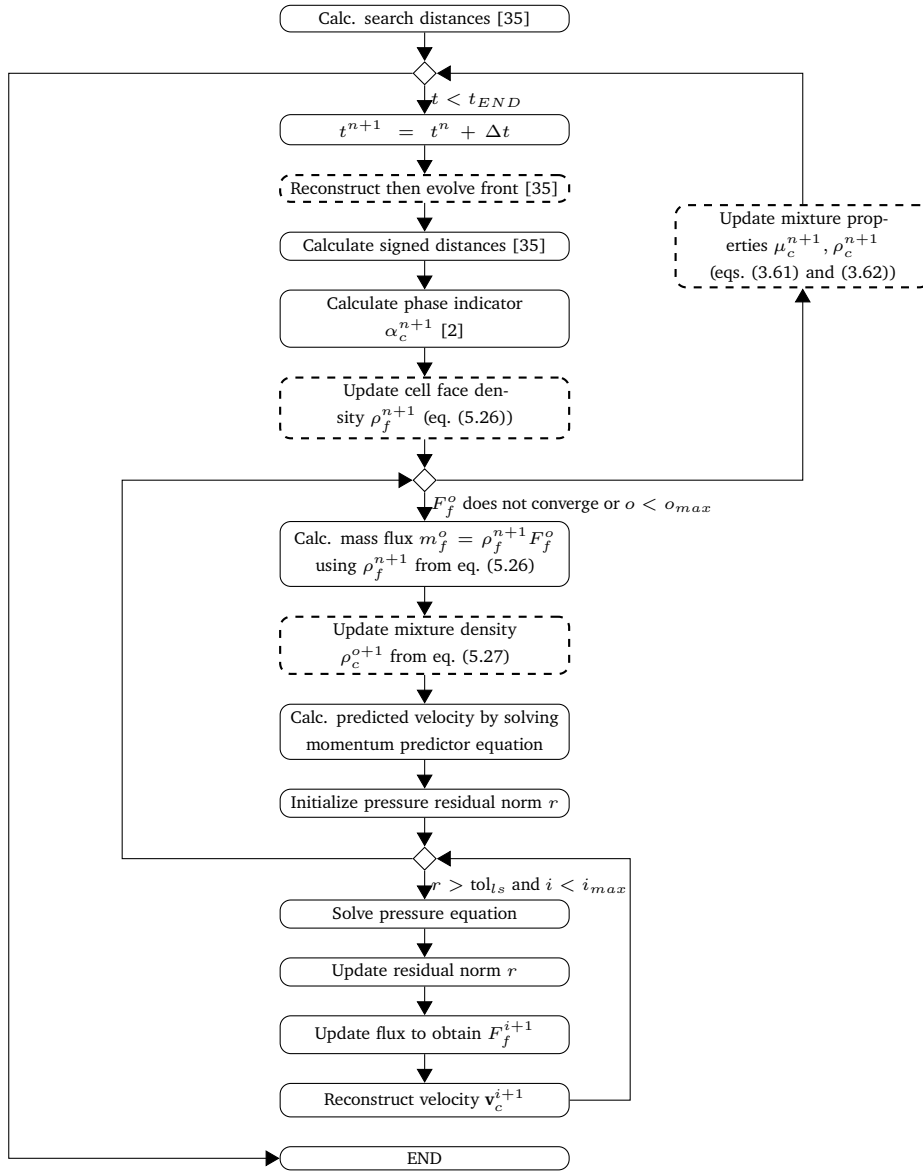 Calc. search distances [35]
t < t_{END}
t^{n+1} = t^n + Δt
Reconstruct then evolve front [35]
Calculate signed distances [35]
Update mixture prop-
erties μ_c^{n+1}, ρ_c^{n+1}
(eqs. (3.61) and (3.62))
Calculate phase indicator
α_c^{n+1} [2]
Update cell face den-
sity ρ_f^{n+1} (eq. (5.26))
F_f^o does not converge or o < o_{max}
Calc. mass flux m_f^o = ρ_f^{n+1} F_f^o
using ρ_f^{n+1} from eq. (5.26)
Update mixture density
ρ_c^{o+1} from eq. (5.27)
Calc. predicted velocity by solving
momentum predictor equation
Initialize pressure residual norm r
r > tol_{ls} and i < i_{max}
Solve pressure equation
Update residual norm r
Update flux to obtain F_f^{i+1}
Reconstruct velocity v_c^{i+1}
END